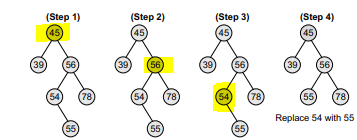 (Step 1) (Step 2) (Step 3) (Step 4)
45 45 45 45
39 56 39 56 39 56 39 56
54 78 54 78 54 78 55 78
55 55 55
Replace 54 with 55